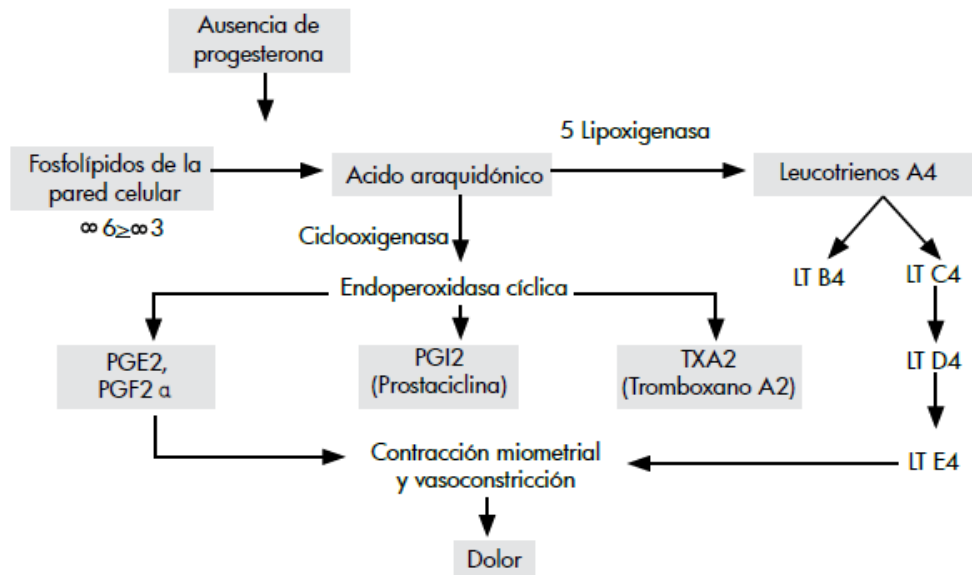 Ausencia de
progesterona
5 Lipoxigenasa
Fosfolípidos de la
pared celular
Acido araquidónico
Leucotrienos A4
∞ 6≥∞ 3
Ciclooxigenasa
LT B4
LT C4
Endoperoxidasa cíclica
PGE2,
PGF2 α
PGI2
(Prostaciclina)
TXA2
(Tromboxano A2)
LT D4
Contracción miometrial
y vasoconstricción
LT E4
Dolor